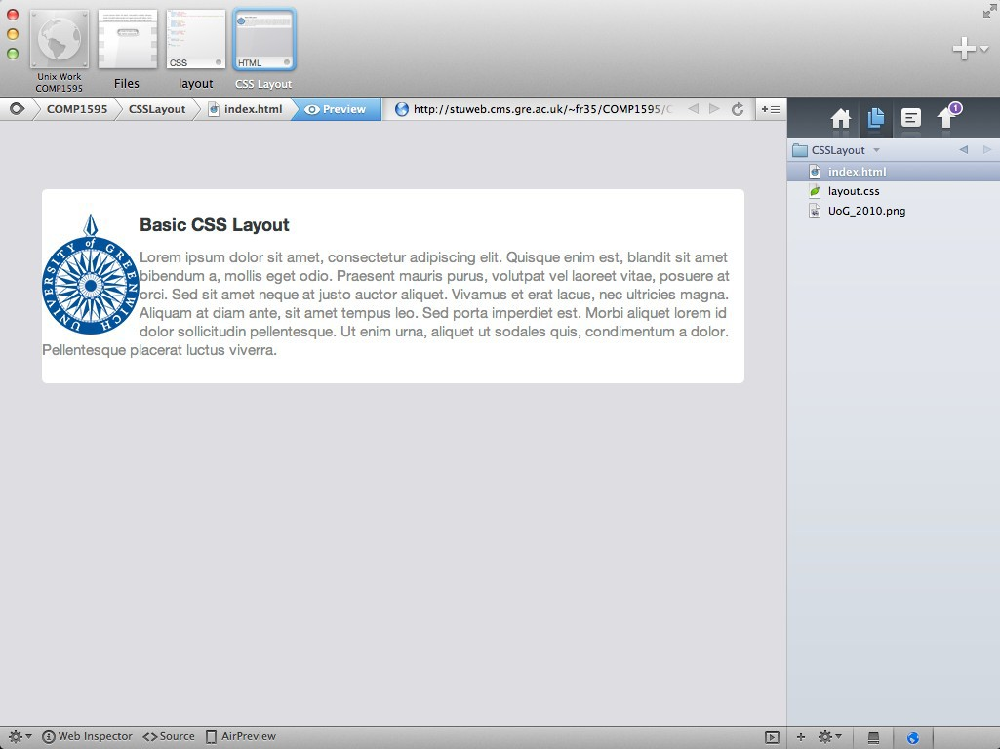 CSS
HTML
Unix Work
COMP1595
Files
layout
CSS Layout
COMP1595
CSSLayout
index.html
Preview
http://stuweb.cms.gre.ac.uk/~fr35/COMP1595/C
1
CSSLayout
index.html
layout.css
UoG_2010.png
UNIVERSITY of GREENWICH
Basic CSS Layout
Lorem ipsum dolor sit amet, consectetur adipiscing elit. Quisque enim est, blandit sit amet
bibendum a, mollis eget odio. Praesent mauris purus, volutpat vel laoreet vitae, posuere at
orci. Sed sit amet neque at justo auctor aliquet. Vivamus et erat lacus, nec ultricies magna.
Aliquam at diam ante, sit amet tempus leo. Sed porta imperdiet est. Morbi aliquet lorem id
dolor sollicitudin pellentesque. Ut enim urna, aliquet ut sodales quis, condimentum a dolor.
Pellentesque placerat luctus viverra.
Web Inspector
Source
AirPreview